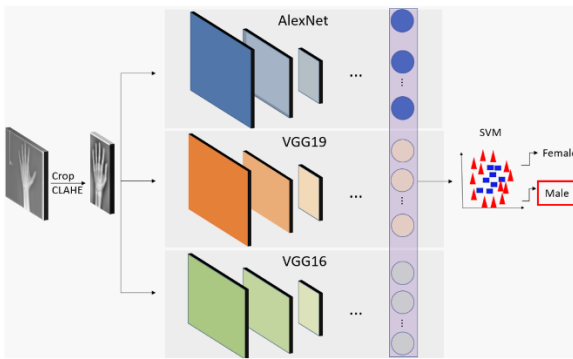 AlexNet
...
Crop
CLAHE
VGG19
...
SVM
Female
Male
VGG16
...